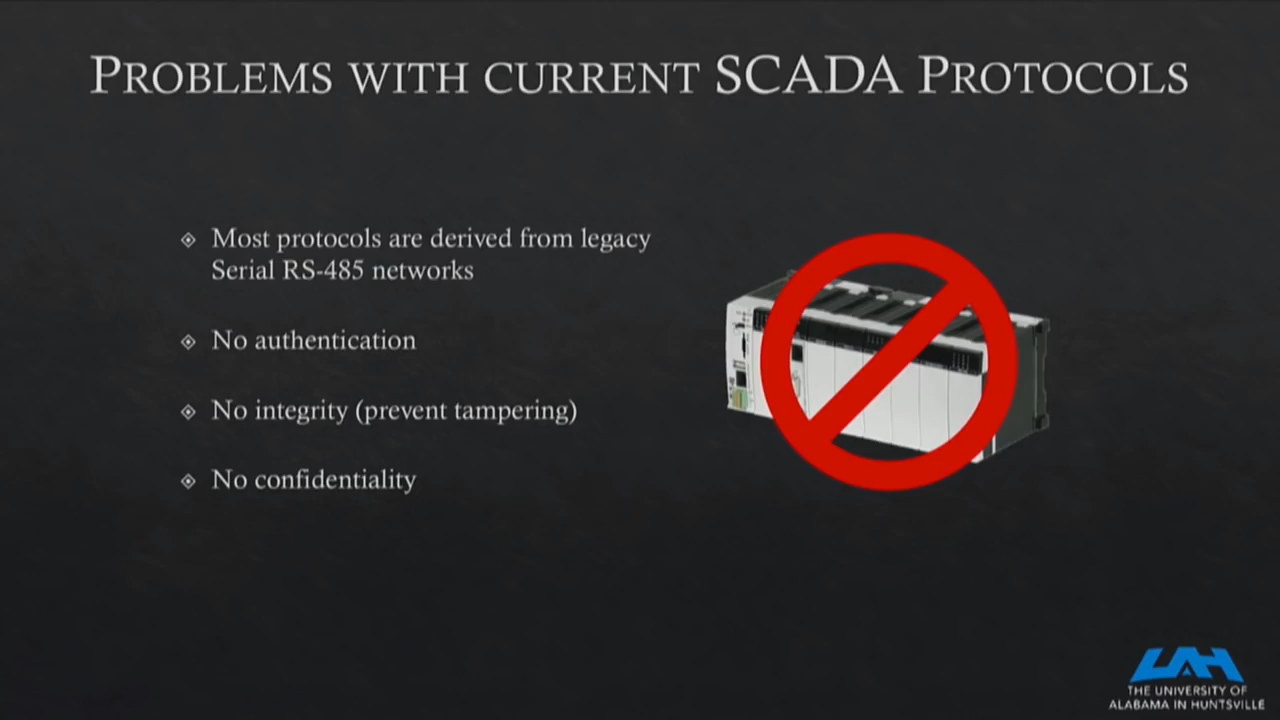 PROBLEMS WITH CURRENT SCADA PROTOCOLS
Most protocols are derived from legacy
Serial RS-485 networks
No authentication
No integrity (prevent tampering)
No confidentiality
UAH
THE UNIVERSITY OF
ALABAMA IN HUNTSVILLE